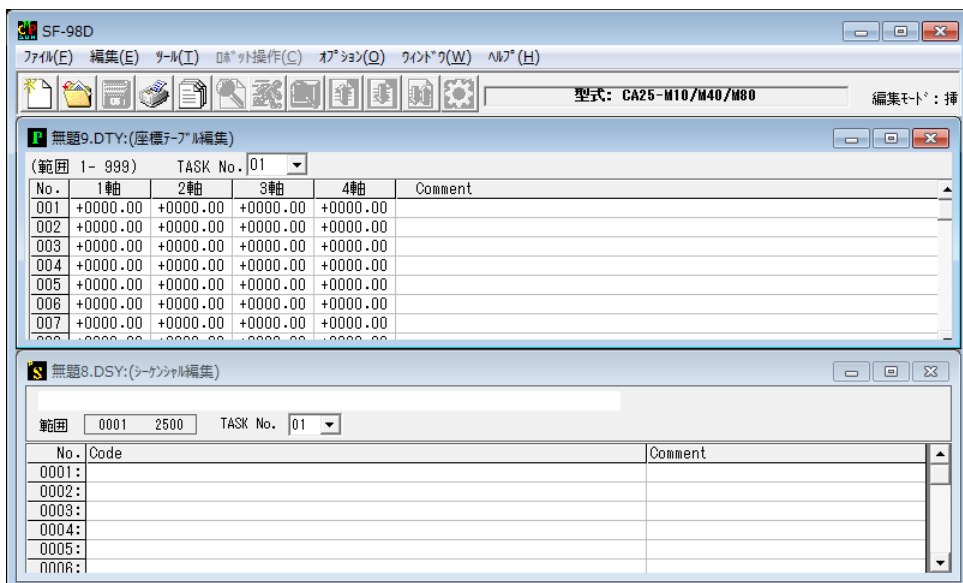 SF-98D
ファイル(F) 編集(E) ツール(T) ロボット操作(C) オプション(O) ウィンドウ(W) ヘルプ(H)
型式: CA25-M10/M40/M80 編集モード:挿
無題9.DTY:(座標テーブル編集)
(範囲 1- 999) TASK No. 01
No. 1軸 2軸 3軸 4軸 Comment
001 +0000.00 +0000.00 +0000.00 +0000.00
002 +0000.00 +0000.00 +0000.00 +0000.00
003 +0000.00 +0000.00 +0000.00 +0000.00
004 +0000.00 +0000.00 +0000.00 +0000.00
005 +0000.00 +0000.00 +0000.00 +0000.00
006 +0000.00 +0000.00 +0000.00 +0000.00
007 +0000.00 +0000.00 +0000.00 +0000.00
無題8.DSY:(シーケンシャル編集)
範囲 0001 2500 TASK No. 01
No. Code Comment
0001:
0002:
0003:
0004:
0005:
0006: